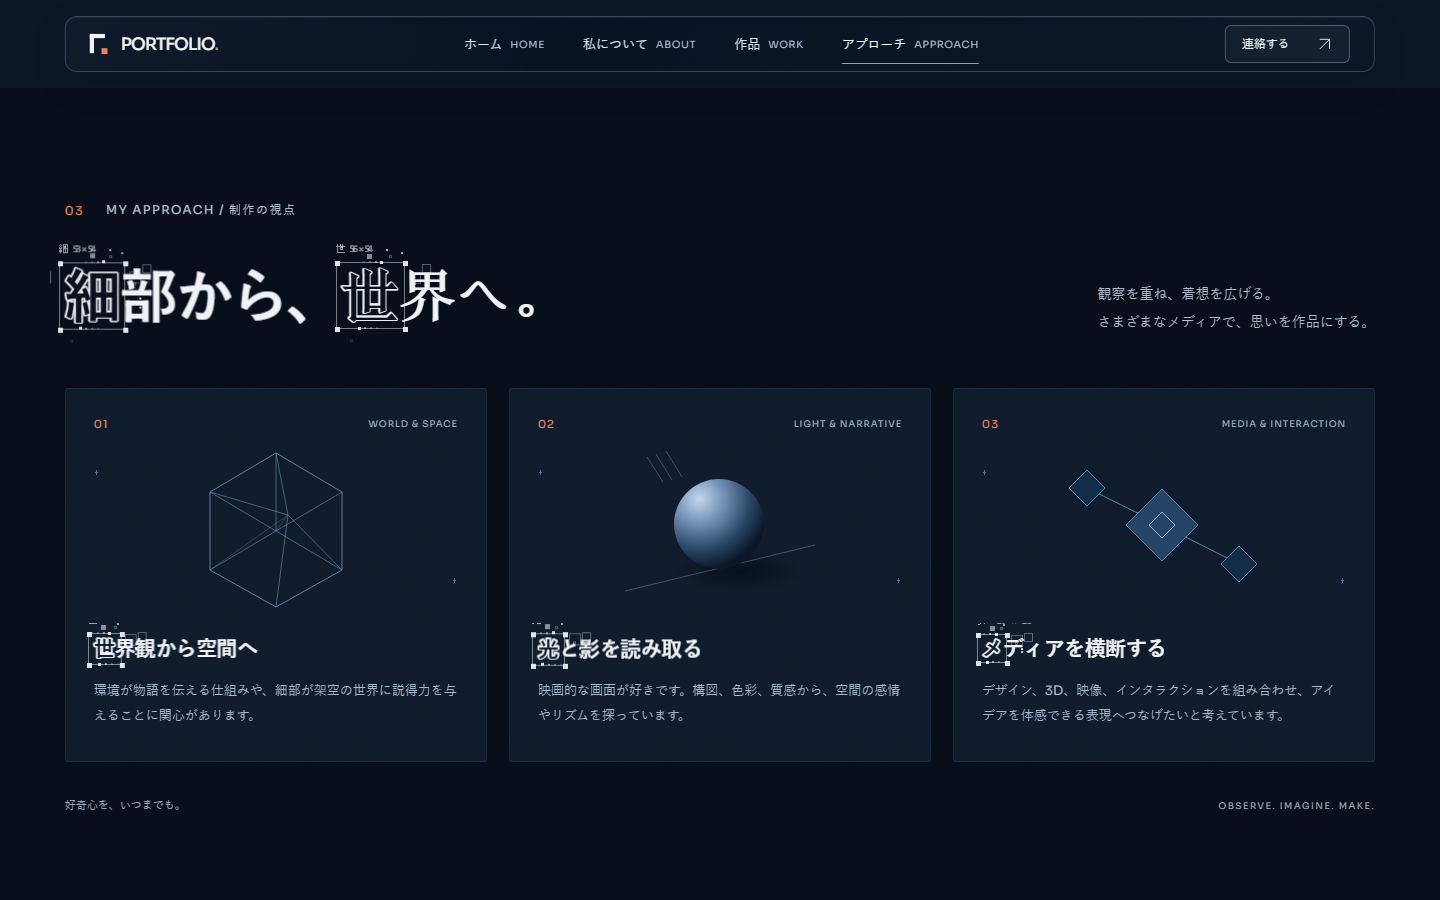 PORTFOLIO.
ホーム HOME
私について ABOUT
作品 WORK
アプローチ APPROACH
連絡する
03 MY APPROACH / 制作の視点
細 53×54
世 56×54
細部から、世界へ。
観察を重ね、着想を広げる。
さまざまなメディアで、思いを作品にする。
01 WORLD & SPACE
世界観から空間へ
環境が物語を伝える仕組みや、細部が架空の世界に説得力を与
えることに関心があります。
02 LIGHT & NARRATIVE
光と影を読み取る
映画的な画面が好きです。構図、色彩、質感から、空間の感情
やリズムを探っています。
03 MEDIA & INTERACTION
メディアを横断する
デザイン、3D、映像、インタラクションを組み合わせ、アイ
デアを体感できる表現へつなげたいと考えています。
好奇心を、いつまでも。
OBSERVE. IMAGINE. MAKE.